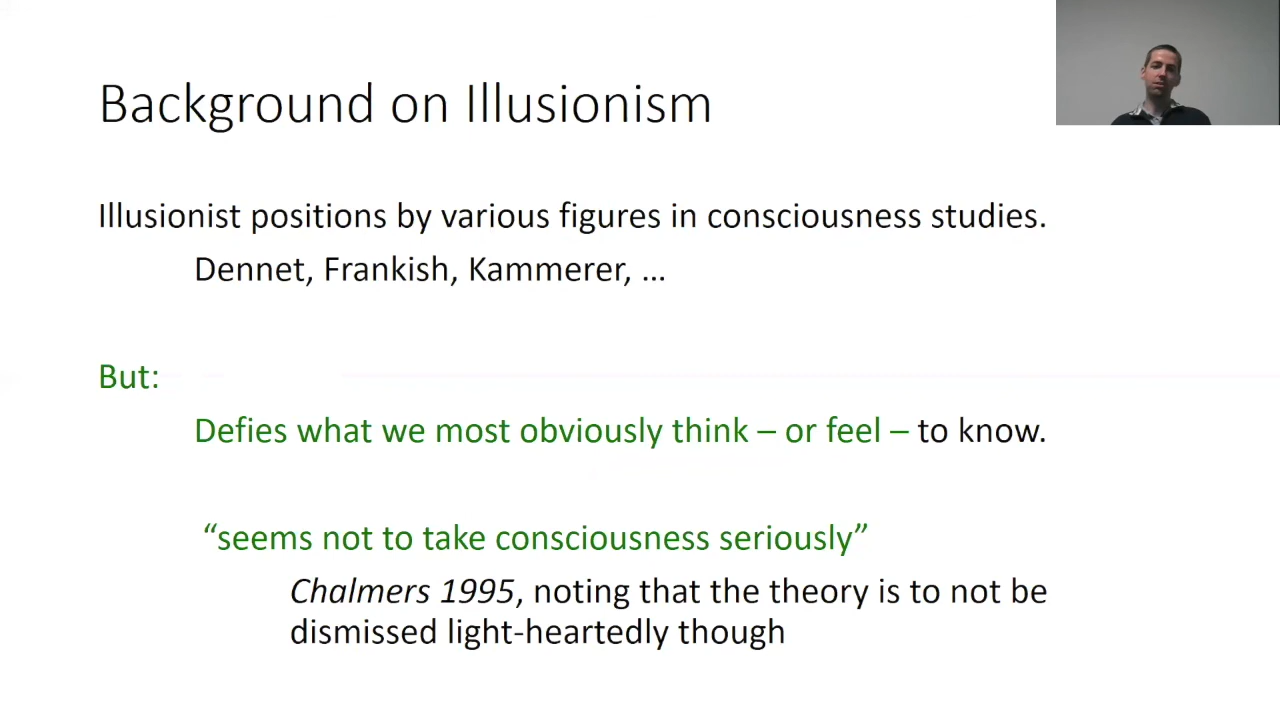 Background on Illusionism
Illusionist positions by various figures in consciousness studies.
Dennet, Frankish, Kammerer, …
But:
Defies what we most obviously think – or feel – to know.
“seems not to take consciousness seriously”
Chalmers 1995, noting that the theory is to not be
dismissed light-heartedly though